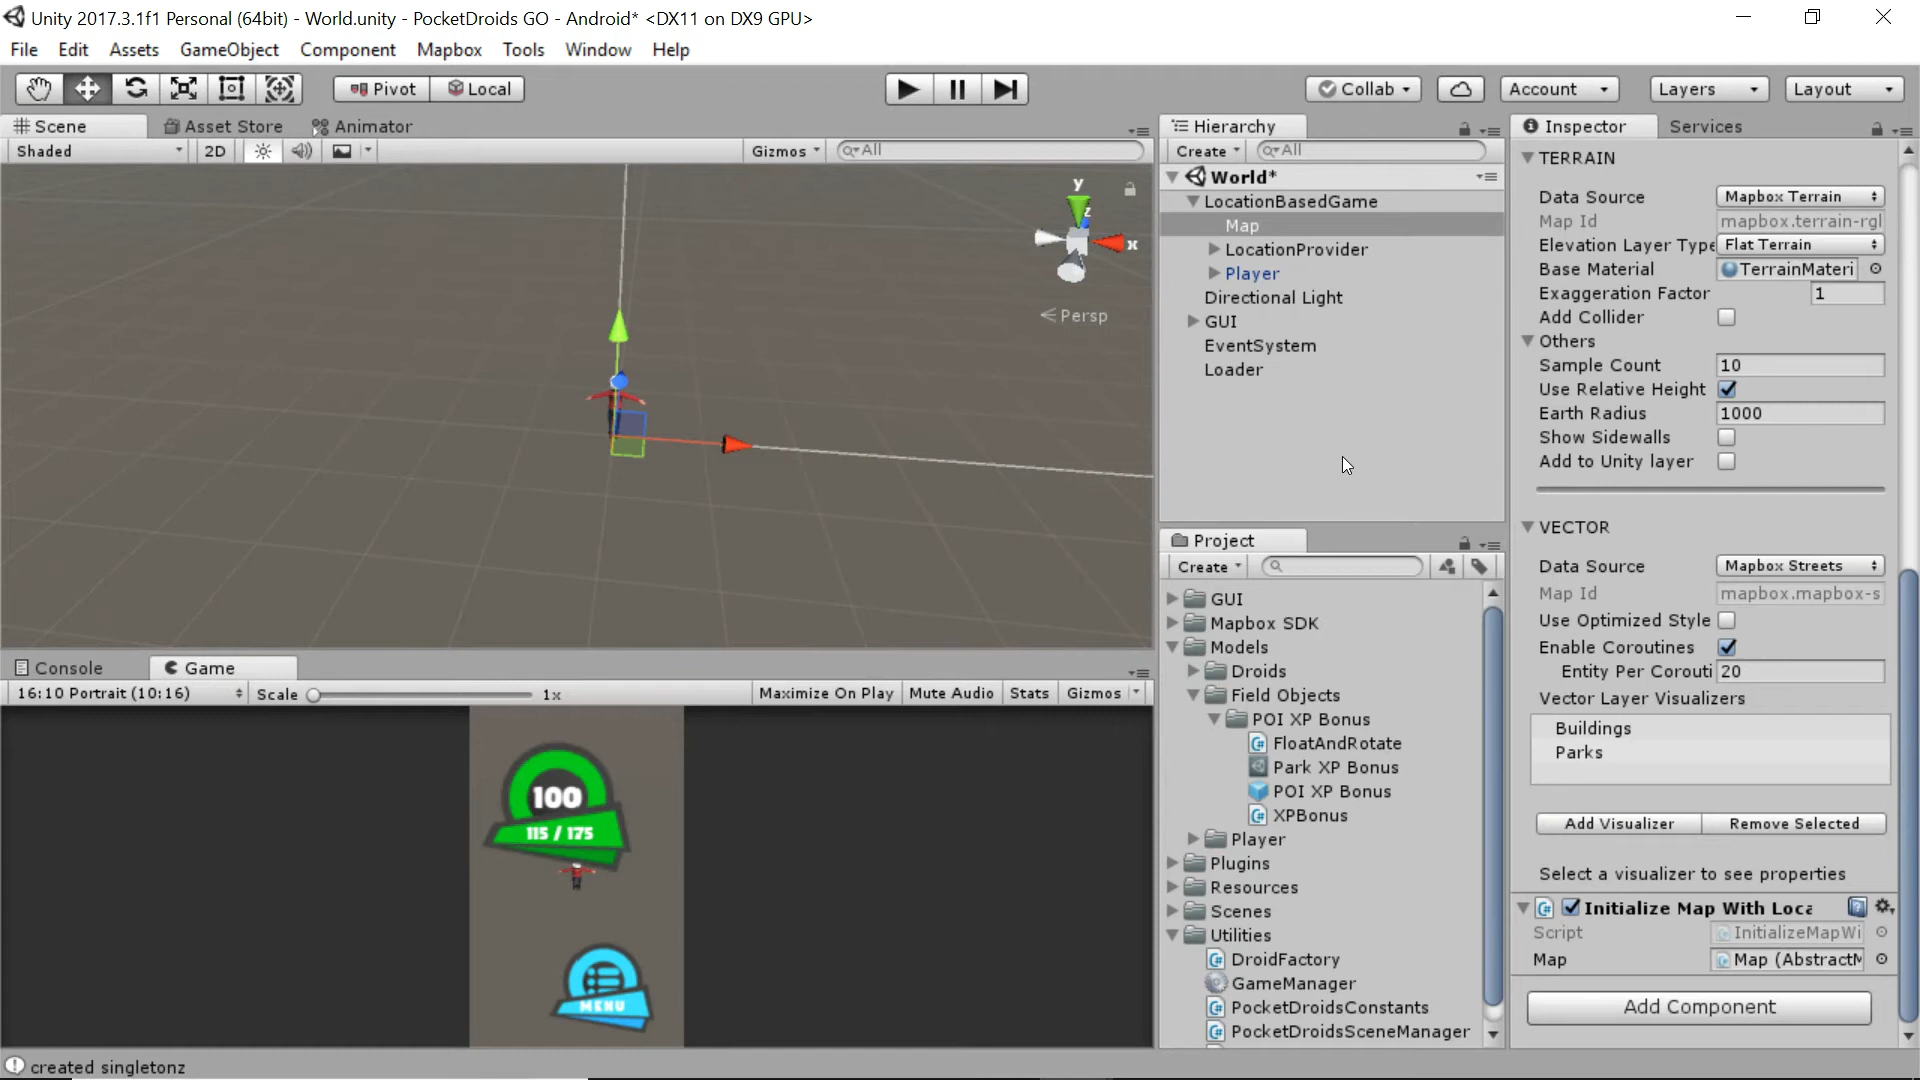 Unity 2017.3.1f1 Personal (64bit) - World.unity - PocketDroids GO - Android* <DX11 on DX9 GPU>
File Edit Assets GameObject Component Mapbox Tools Window Help
Pivot Local Collab Account Layers Layout
Scene Asset Store Animator
Shaded 2D Gizmos All
y
z
x
Persp
Hierarchy
Create All
World*
LocationBasedGame
Map
LocationProvider
Player
Directional Light
GUI
EventSystem
Loader
Project
Create
GUI
Mapbox SDK
Models
Droids
Field Objects
POI XP Bonus
FloatAndRotate
Park XP Bonus
POI XP Bonus
XPBonus
Player
Plugins
Resources
Scenes
Utilities
DroidFactory
GameManager
PocketDroidsConstants
PocketDroidsSceneManager
Inspector Services
TERRAIN
Data Source Mapbox Terrain
Map Id mapbox.terrain-rgl
Elevation Layer Type Flat Terrain
Base Material TerrainMateri
Exaggeration Factor 1
Add Collider
Others
Sample Count 10
Use Relative Height
Earth Radius 1000
Show Sidewalls
Add to Unity layer
VECTOR
Data Source Mapbox Streets
Map Id mapbox.mapbox-s
Use Optimized Style
Enable Coroutines
Entity Per Corouti 20
Vector Layer Visualizers
Buildings
Parks
Add Visualizer Remove Selected
Select a visualizer to see properties
Initialize Map With Loca
Script InitializeMapWi
Map Map (AbstractM
Add Component
Console Game
16:10 Portrait (10:16) Scale 1x Maximize On Play Mute Audio Stats Gizmos
100
115 / 175
MENU
created singletonz